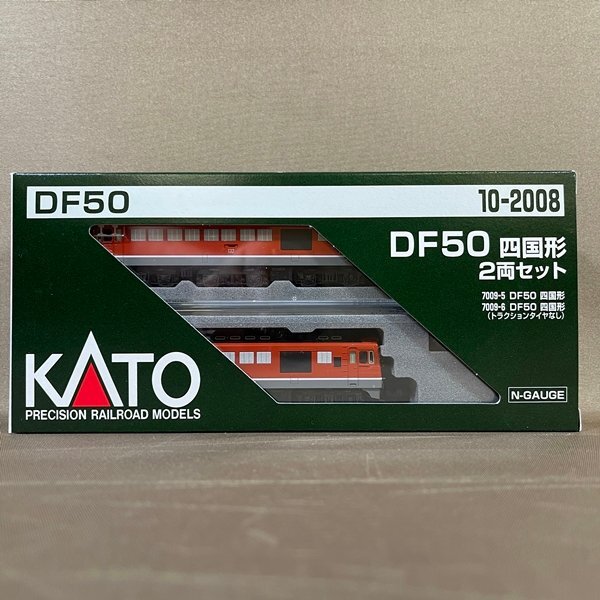 DF50
10-2008
DF50 四国形
2両セット
7009-5 DF50 四国形
7009-6 DF50 四国形
(トラクションタイヤなし)
KATO
PRECISION RAILROAD MODELS
N-GAUGE